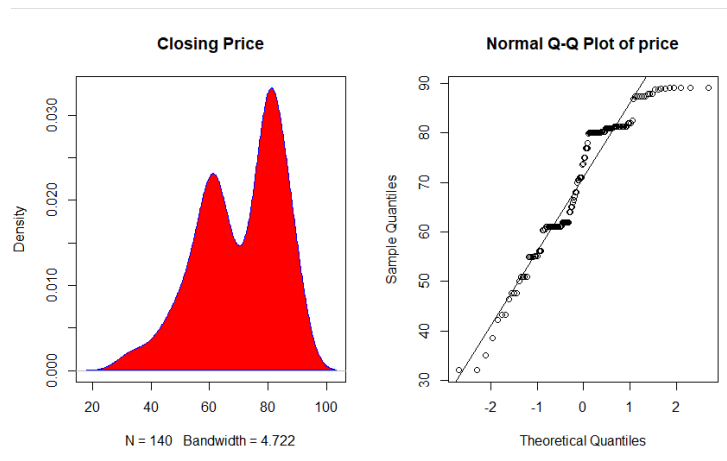 Closing Price
Density
0.000
0.010
0.020
0.030
20 40 60 80 100
N = 140 Bandwidth = 4.722
Normal Q-Q Plot of price
Sample Quantiles
30
40
50
60
70
80
90
-2 -1 0 1 2
Theoretical Quantiles